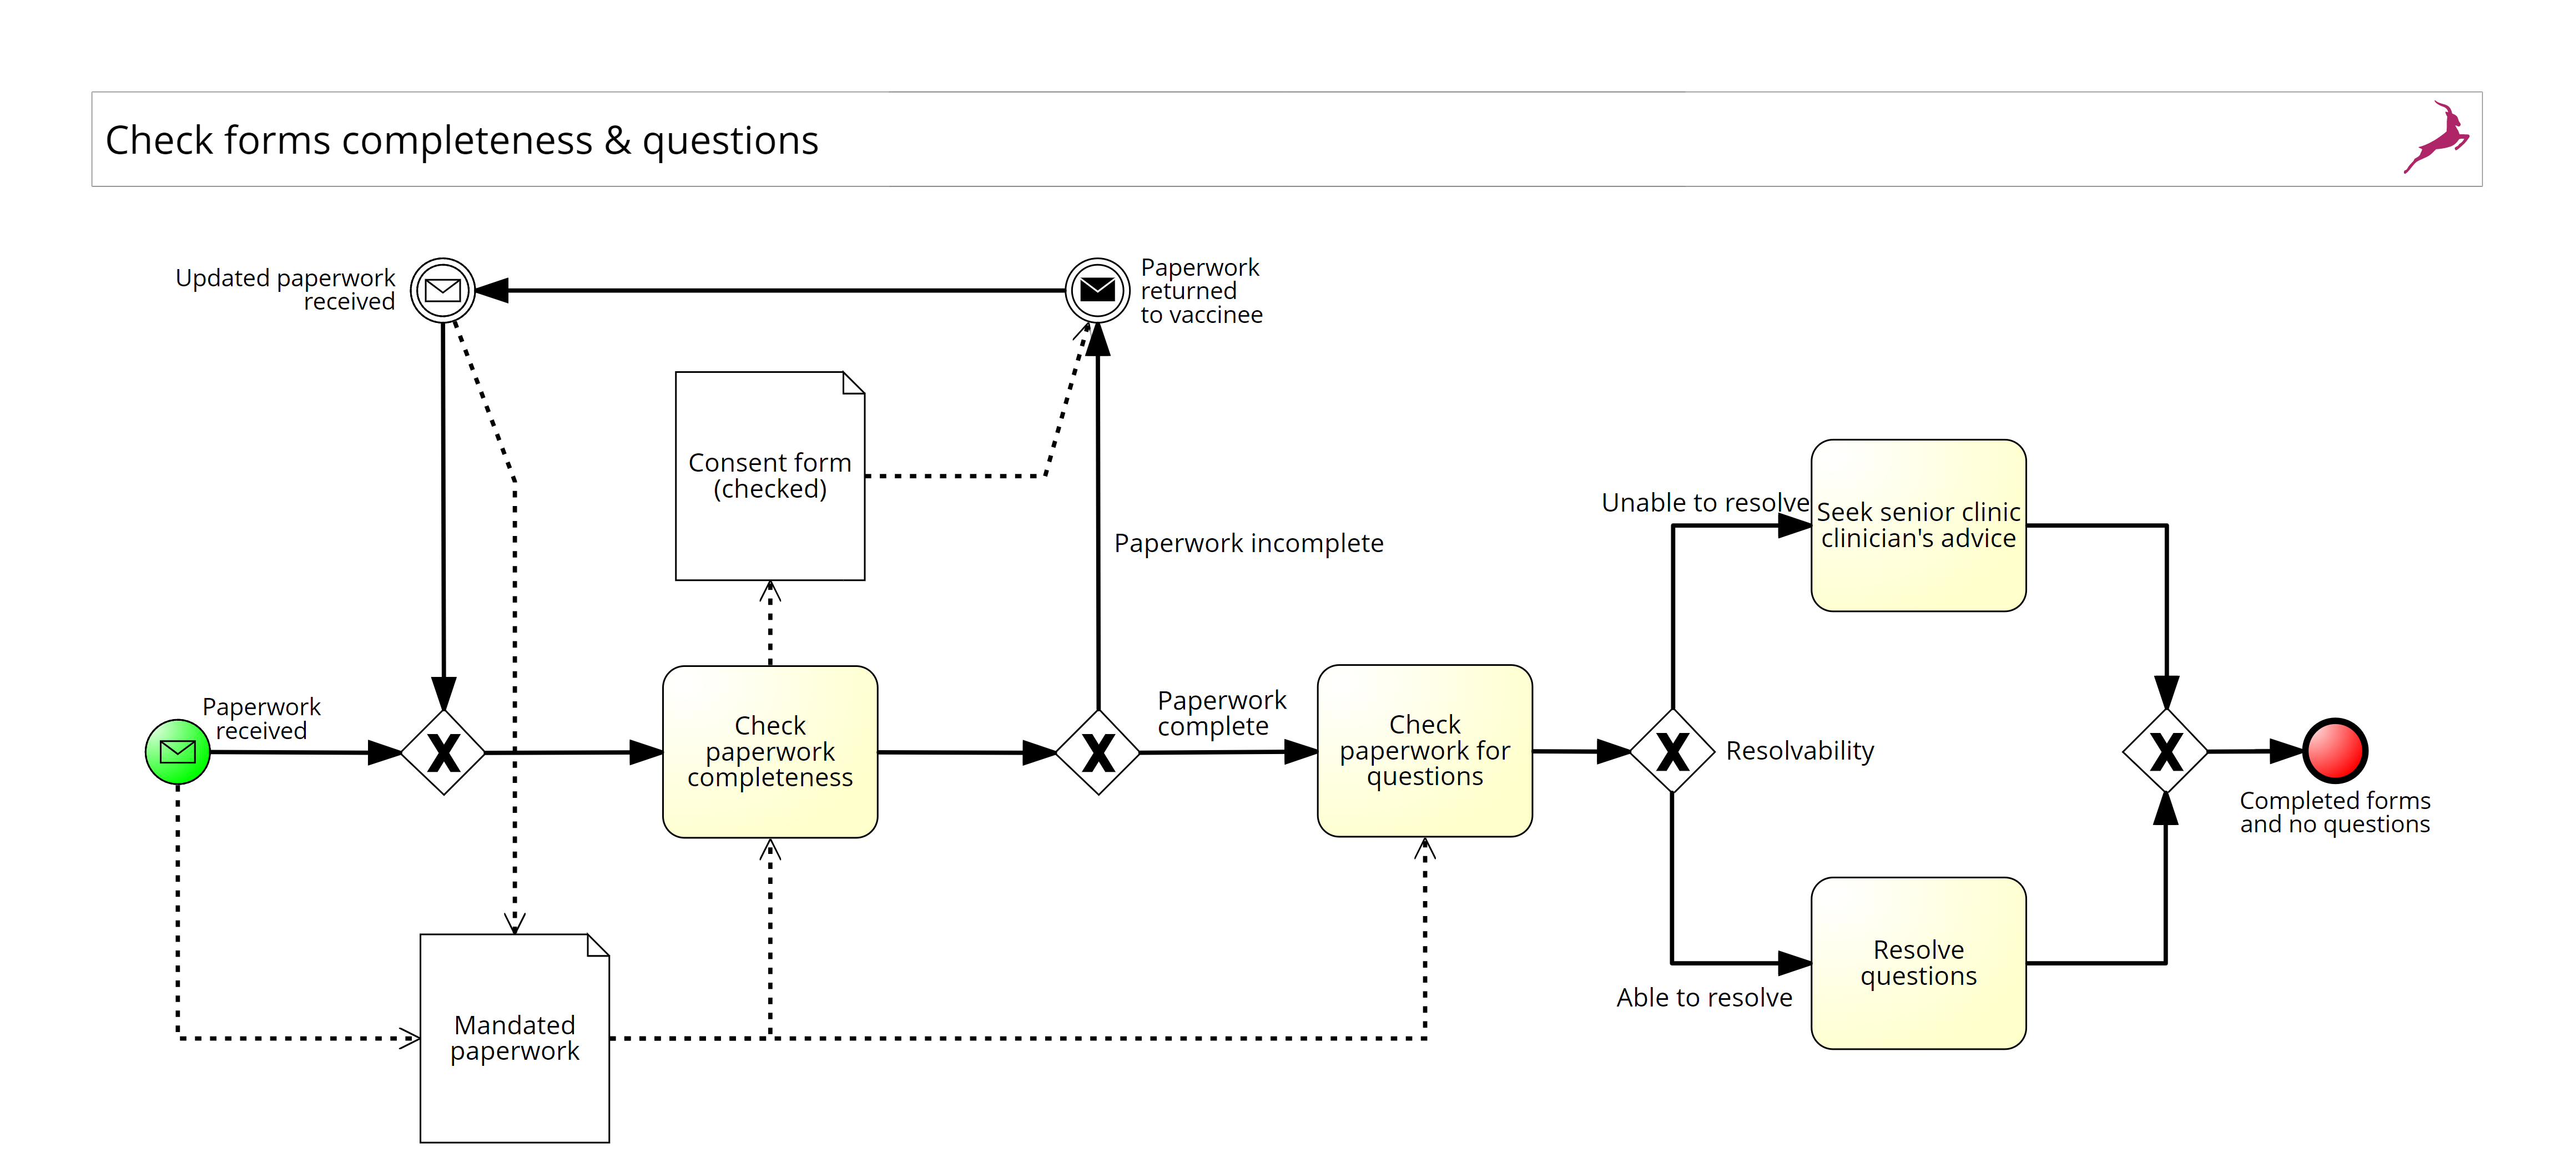 Check forms completeness & questions
Updated paperwork
received
Paperwork
returned
to vaccinee
Consent form
(checked)
Paperwork incomplete
Unable to resolve
Seek senior clinic
clinician's advice
Paperwork
received
Check
paperwork
completeness
Paperwork
complete
Check
paperwork for
questions
Resolvability
Completed forms
and no questions
Able to resolve
Resolve
questions
Mandated
paperwork